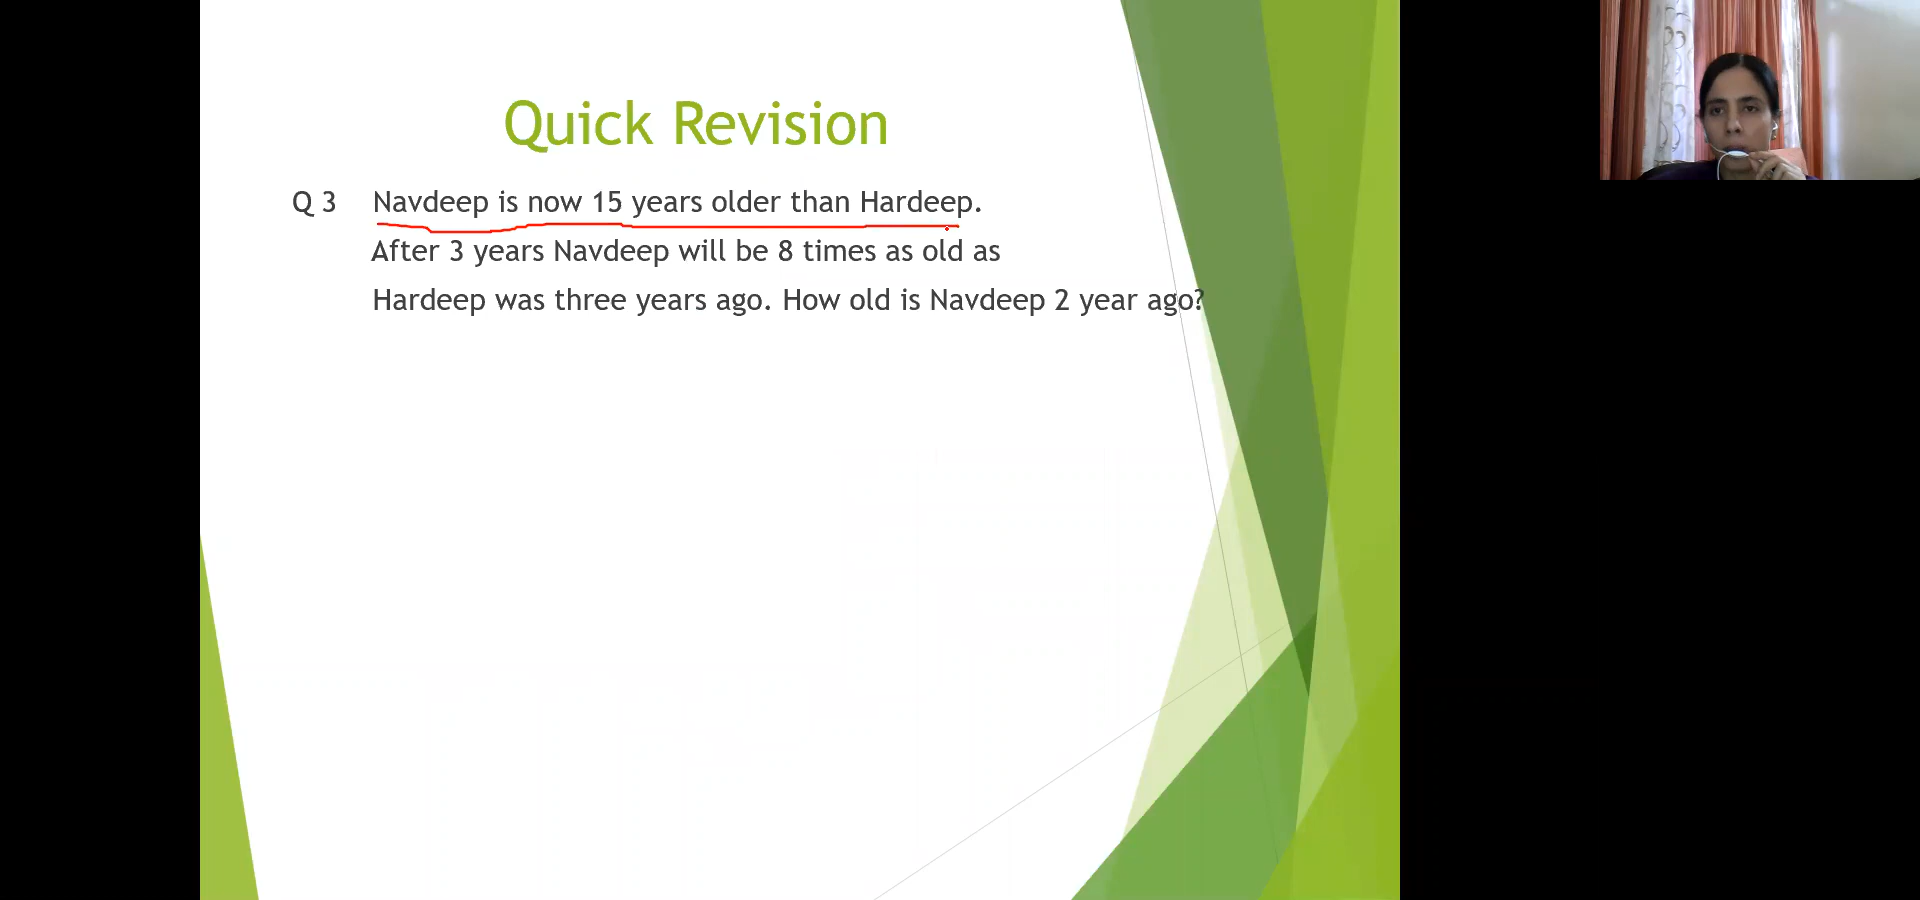 Quick Revision
Q 3 Navdeep is now 15 years older than Hardeep.
After 3 years Navdeep will be 8 times as old as
Hardeep was three years ago. How old is Navdeep 2 year ago?